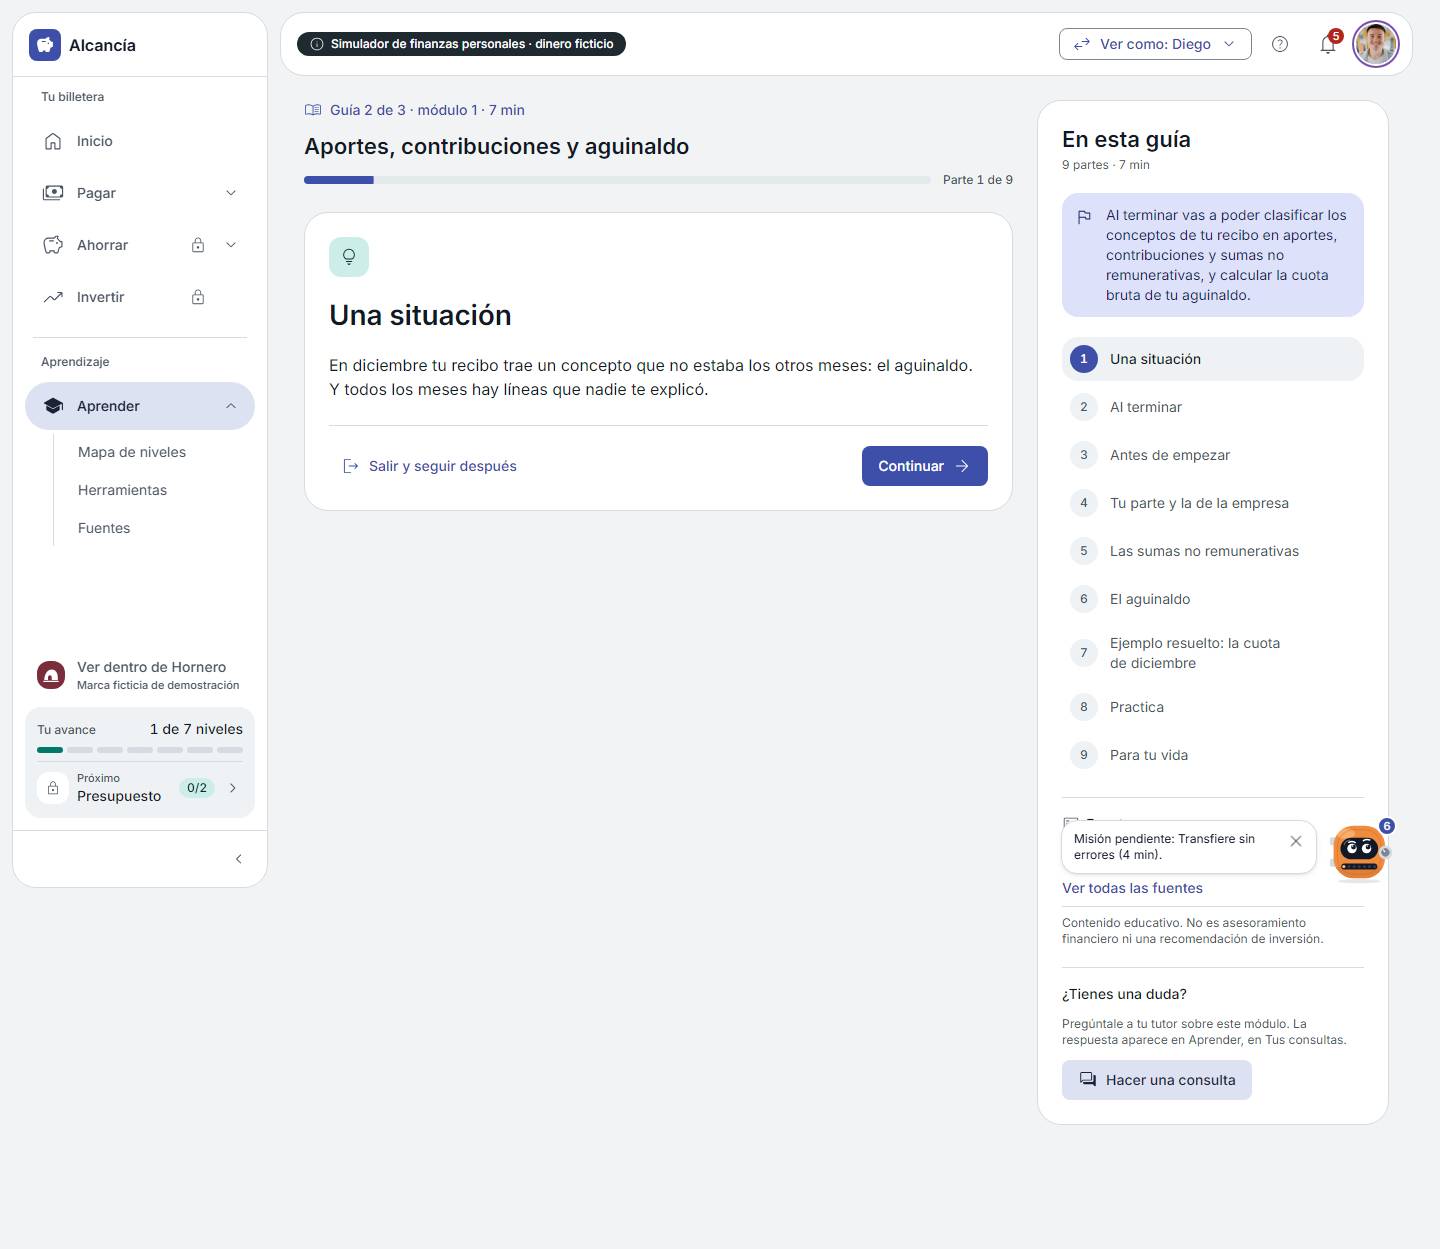 Alcancía
Simulador de finanzas personales · dinero ficticio
Ver como: Diego
5
Tu billetera
Inicio
Pagar
Ahorrar
Invertir
Aprendizaje
Aprender
Mapa de niveles
Herramientas
Fuentes
Ver dentro de Hornero
Marca ficticia de demostración
Tu avance
1 de 7 niveles
Próximo
Presupuesto
0/2
Guía 2 de 3 · módulo 1 · 7 min
Aportes, contribuciones y aguinaldo
Parte 1 de 9
Una situación
En diciembre tu recibo trae un concepto que no estaba los otros meses: el aguinaldo.
Y todos los meses hay líneas que nadie te explicó.
Salir y seguir después
Continuar
En esta guía
9 partes · 7 min
Al terminar vas a poder clasificar los
conceptos de tu recibo en aportes,
contribuciones y sumas no
remunerativas, y calcular la cuota
bruta de tu aguinaldo.
1 Una situación
2 Al terminar
3 Antes de empezar
4 Tu parte y la de la empresa
5 Las sumas no remunerativas
6 El aguinaldo
7 Ejemplo resuelto: la cuota
de diciembre
8 Practica
9 Para tu vida
Misión pendiente: Transfiere sin
errores (4 min).
6
Ver todas las fuentes
Contenido educativo. No es asesoramiento
financiero ni una recomendación de inversión.
¿Tienes una duda?
Pregúntale a tu tutor sobre este módulo. La
respuesta aparece en Aprender, en Tus consultas.
Hacer una consulta